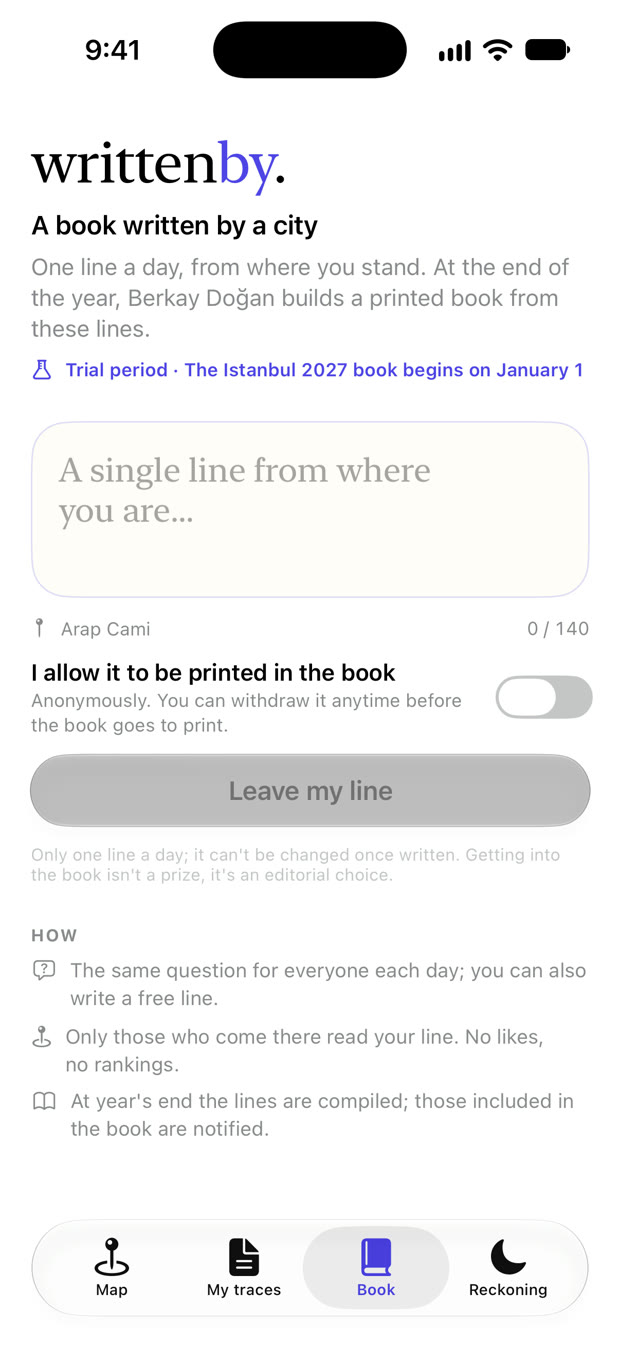 9:41
writtenby.
A book written by a city
One line a day, from where you stand. At the end of
the year, Berkay Doğan builds a printed book from
these lines.
Trial period · The Istanbul 2027 book begins on January 1
A single line from where
you are...
Arap Cami
0 / 140
I allow it to be printed in the book
Anonymously. You can withdraw it anytime before
the book goes to print.
Leave my line
Only one line a day; it can't be changed once written. Getting into
the book isn't a prize, it's an editorial choice.
HOW
The same question for everyone each day; you can also
write a free line.
Only those who come there read your line. No likes,
no rankings.
At year's end the lines are compiled; those included in
the book are notified.
Map
My traces
Book
Reckoning